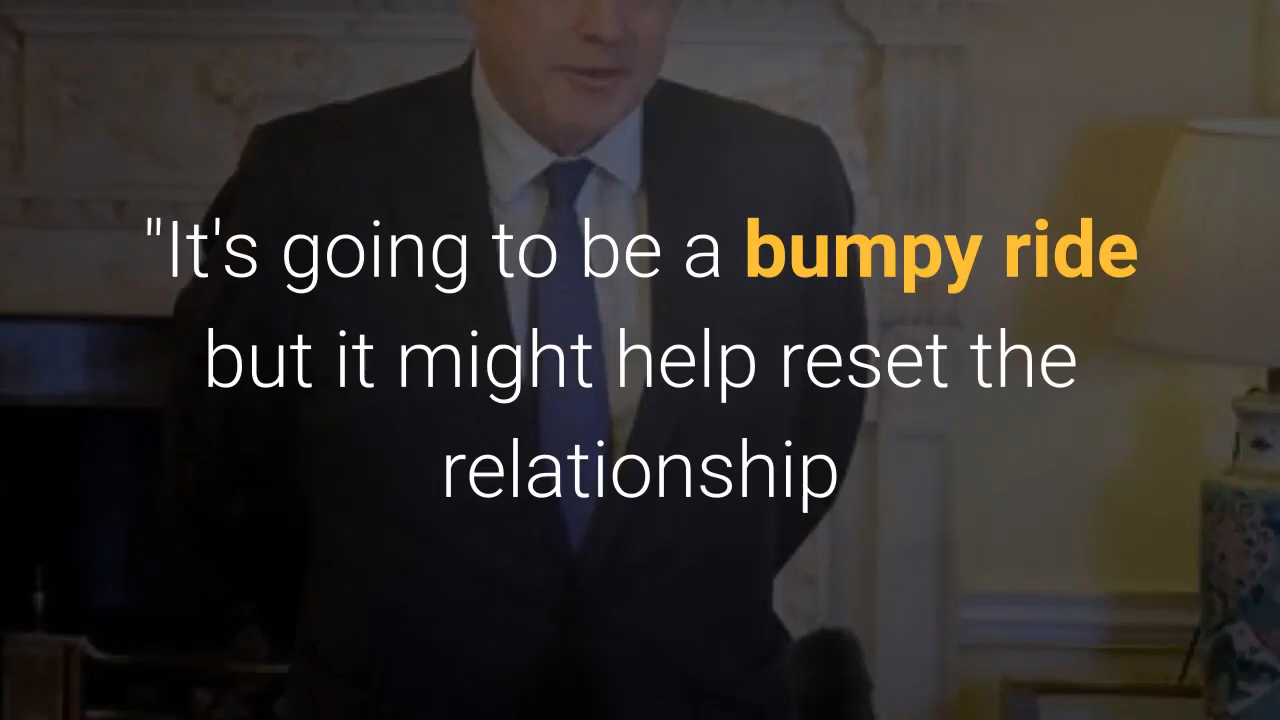 "It's going to be a bumpy ride
but it might help reset the
relationship